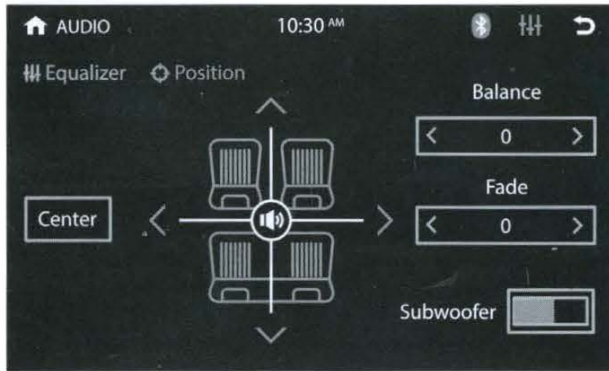 AUDIO 10:30 AM
Equalizer Position
Balance
0
Fade
0
Center
Subwoofer